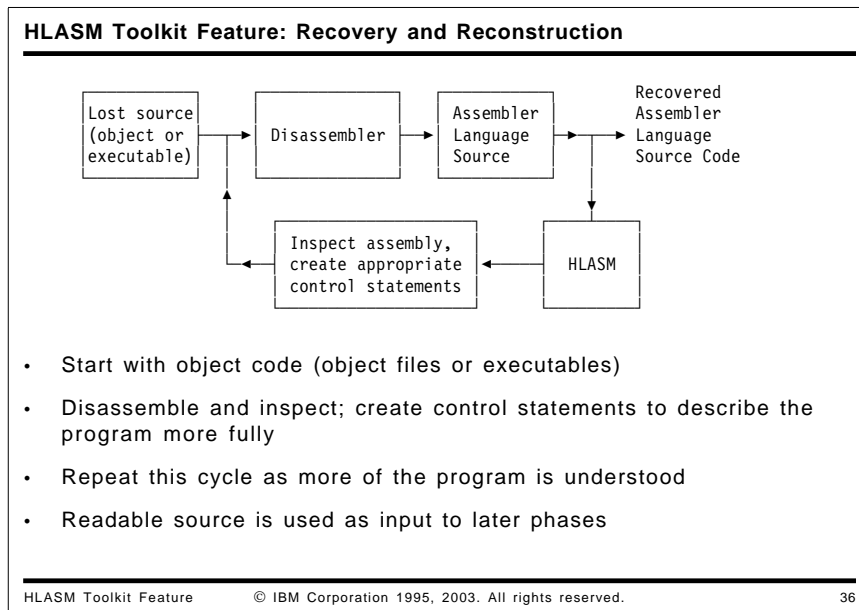 HLASM Toolkit Feature: Recovery and Reconstruction
Lost source
(object or
executable)
Disassembler
Assembler
Language
Source
Recovered
Assembler
Language
Source Code
Inspect assembly,
create appropriate
control statements
HLASM
• Start with object code (object files or executables)
• Disassemble and inspect; create control statements to describe the
program more fully
• Repeat this cycle as more of the program is understood
• Readable source is used as input to later phases
HLASM Toolkit Feature © IBM Corporation 1995, 2003. All rights reserved. 36